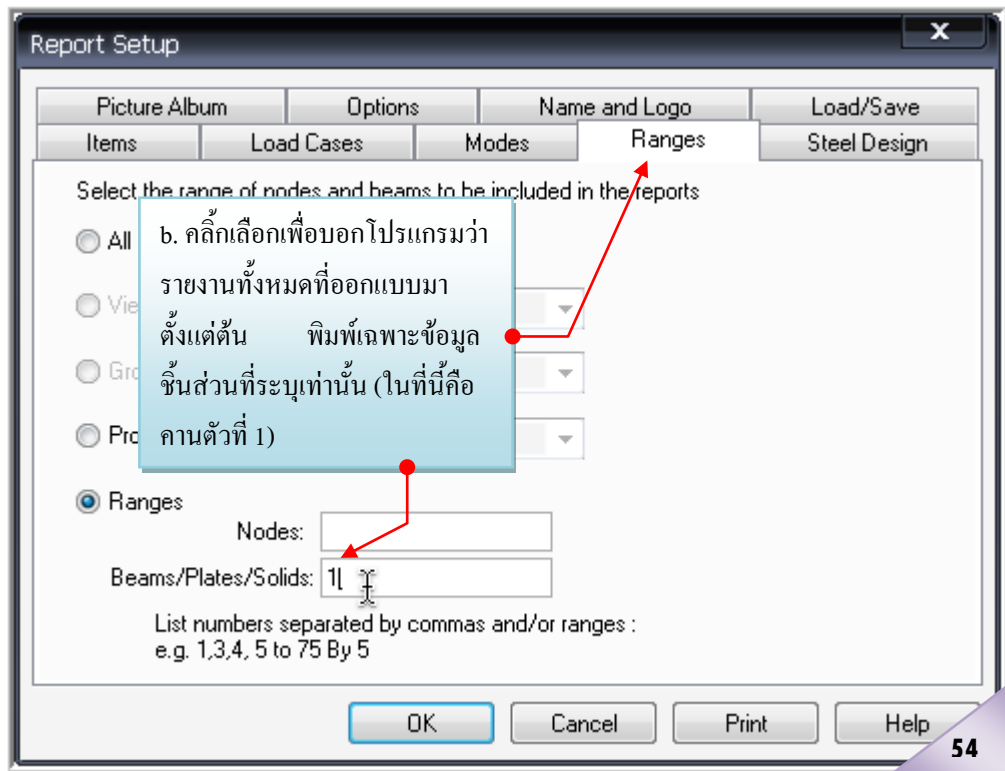 Report Setup
x
Picture Album Options Name and Logo Load/Save
Items Load Cases Modes Ranges Steel Design
Select the range of nodes and beams to be included in the reports
All
b. คลิ้กเลือกเพื่อบอกโปรแกรมว่า
รายงานทั้งหมดที่ออกแบบมา
ตั้งแต่ต้น พิมพ์เฉพาะข้อมูล
ชิ้นส่วนที่ระบุเท่านั้น (ในที่นี้คือ
คานตัวที่ 1)
Ranges
Nodes:
Beams/Plates/Solids: 1
List numbers separated by commas and/or ranges :
e.g. 1,3,4, 5 to 75 By 5
OK Cancel Print Help
54